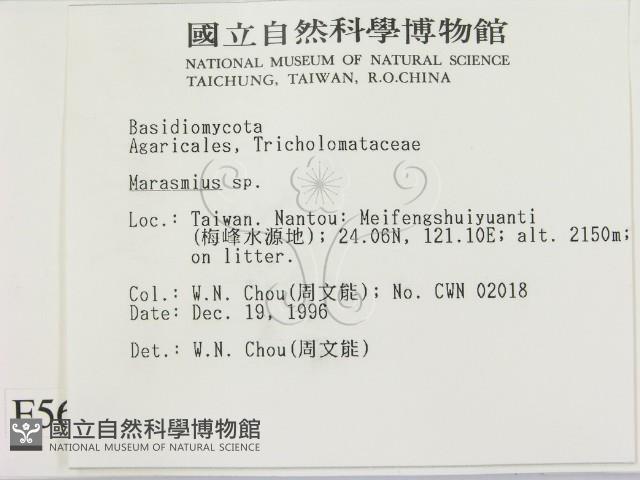 國立自然科學博物館
NATIONAL MUSEUM OF NATURAL SCIENCE
TAICHUNG, TAIWAN, R.O.CHINA
Basidiomycota
Agaricales, Tricholomataceae
Marasmius sp.
Loc.: Taiwan. Nantou: Meifengshuiyuanti
(梅峰水源地); 24.06N, 121.10E; alt. 2150m;
on litter.
Col.: W.N. Chou(周文能); No. CWN 02018
Date: Dec. 19, 1996
Det.: W.N. Chou(周文能)
國立自然科學博物館
NATIONAL MUSEUM OF NATURAL SCIENCE